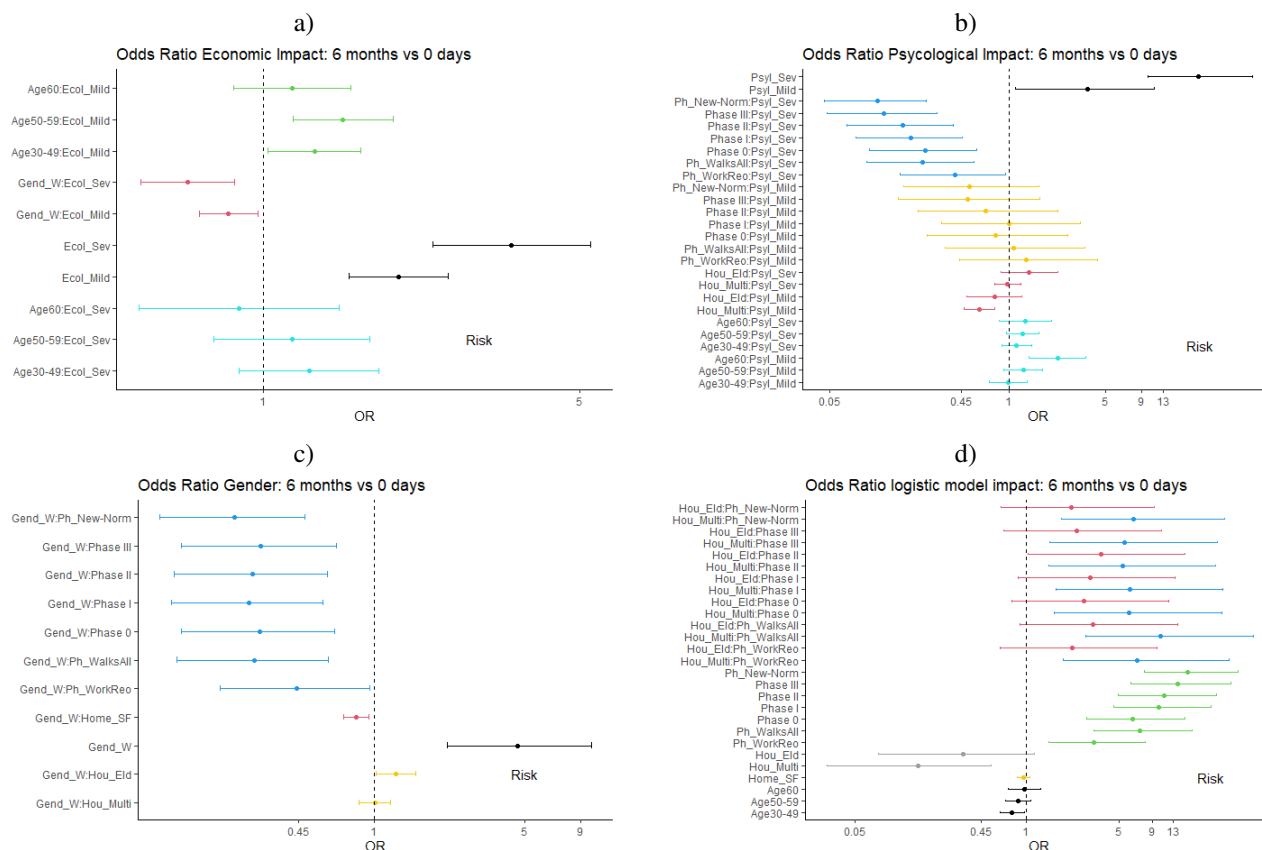 a)
Odds Ratio Economic Impact: 6 months vs 0 days
Age60:Ecol_Mild
Age50-59:Ecol_Mild
Age30-49:Ecol_Mild
Gend_W:Ecol_Sev
Gend_W:Ecol_Mild
Ecol_Sev
Ecol_Mild
Age60:Ecol_Sev
Age50-59:Ecol_Sev
Age30-49:Ecol_Sev
Risk
1 5
OR
b)
Odds Ratio Psycological Impact: 6 months vs 0 days
Psyl_Sev
Psyl_Mild
Ph_New-Norm:Psyl_Sev
Phase III:Psyl_Sev
Phase II:Psyl_Sev
Phase I:Psyl_Sev
Phase 0:Psyl_Sev
Ph_WalksAll:Psyl_Sev
Ph_WorkReo:Psyl_Sev
Ph_New-Norm:Psyl_Mild
Phase III:Psyl_Mild
Phase II:Psyl_Mild
Phase I:Psyl_Mild
Phase 0:Psyl_Mild
Ph_WalksAll:Psyl_Mild
Ph_WorkReo:Psyl_Mild
Hou_Eld:Psyl_Sev
Hou_Multi:Psyl_Sev
Hou_Eld:Psyl_Mild
Hou_Multi:Psyl_Mild
Age60:Psyl_Sev
Age50-59:Psyl_Sev
Age30-49:Psyl_Sev
Age60:Psyl_Mild
Age50-59:Psyl_Mild
Age30-49:Psyl_Mild
Risk
0.05 0.45 1 5 9 13
OR
c)
Odds Ratio Gender: 6 months vs 0 days
Gend_W:Ph_New-Norm
Gend_W:Phase III
Gend_W:Phase II
Gend_W:Phase I
Gend_W:Phase 0
Gend_W:Ph_WalksAll
Gend_W:Ph_WorkReo
Gend_W:Home_SF
Gend_W
Gend_W:Hou_Eld
Gend_W:Hou_Multi
Risk
0.45 1 5 9
OR
d)
Odds Ratio logistic model impact: 6 months vs 0 days
Hou_Eld:Ph_New-Norm
Hou_Multi:Ph_New-Norm
Hou_Eld:Phase III
Hou_Multi:Phase III
Hou_Eld:Phase II
Hou_Multi:Phase II
Hou_Eld:Phase I
Hou_Multi:Phase I
Hou_Eld:Phase 0
Hou_Multi:Phase 0
Hou_Eld:Ph_WalksAll
Hou_Multi:Ph_WalksAll
Hou_Eld:Ph_WorkReo
Hou_Multi:Ph_WorkReo
Ph_New-Norm
Phase III
Phase II
Phase I
Phase 0
Ph_WalksAll
Ph_WorkReo
Hou_Eld
Hou_Multi
Home_SF
Age60
Age50-59
Age30-49
Risk
0.05 0.45 1 5 9 13
OR